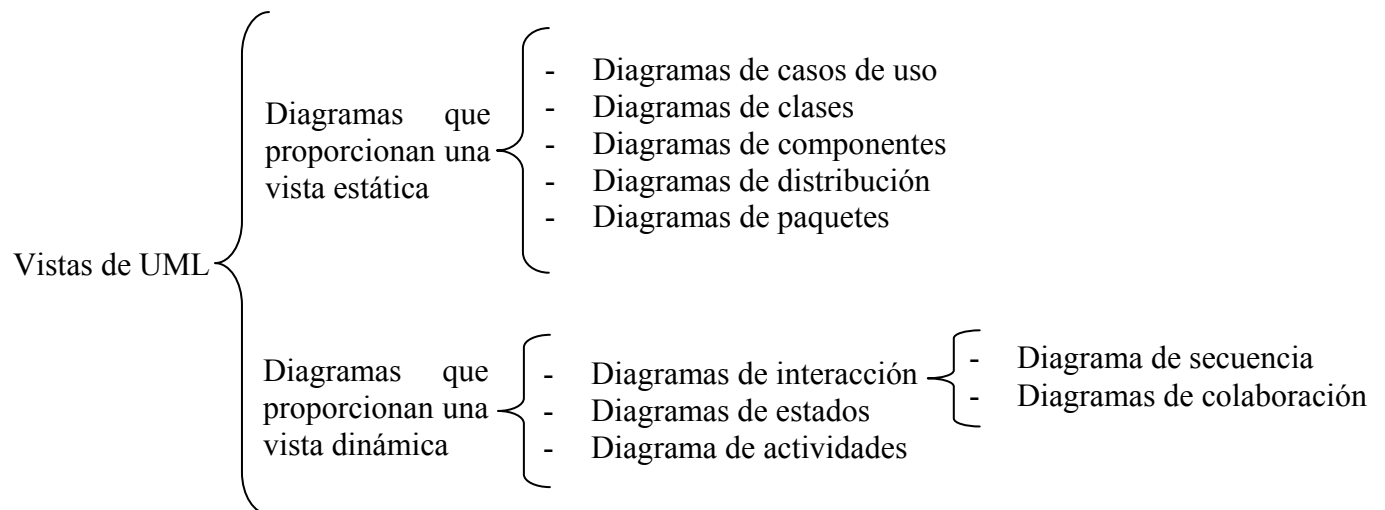 Vistas de UML
Diagramas que
proporcionan una
vista estática
- Diagramas de casos de uso
- Diagramas de clases
- Diagramas de componentes
- Diagramas de distribución
- Diagramas de paquetes
Diagramas que
proporcionan una
vista dinámica
- Diagramas de interacción
- Diagramas de estados
- Diagrama de actividades
- Diagrama de secuencia
- Diagramas de colaboración